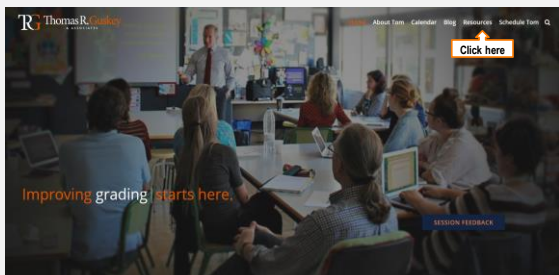 TRG Thomas R. Guskey
& ASSOCIATES
About Tom Calendar Blog Resources Schedule Tom
Click here
Improving grading starts here.
SESSION FEEDBACK